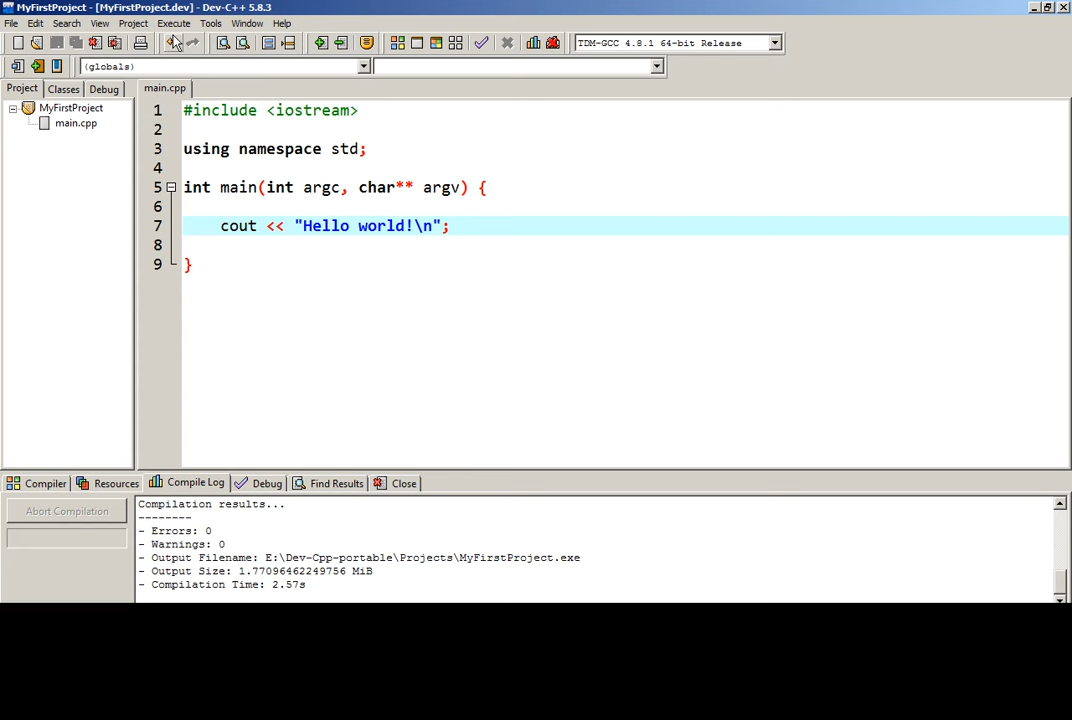 MyFirstProject - [MyFirstProject.dev] - Dev-C++ 5.8.3
File Edit Search View Project Execute Tools Window Help
TDM-GCC 4.8.1 64-bit Release
(globals)
Project Classes Debug main.cpp
MyFirstProject
main.cpp
1 #include <iostream>
2
3 using namespace std;
4
5 int main(int argc, char** argv) {
6
7 cout << "Hello world!\n";
8
9 }
Compiler Resources Compile Log Debug Find Results Close
Abort Compilation
Compilation results...
--------
- Errors: 0
- Warnings: 0
- Output Filename: E:\Dev-Cpp-portable\Projects\MyFirstProject.exe
- Output Size: 1.77096462249756 MiB
- Compilation Time: 2.57s